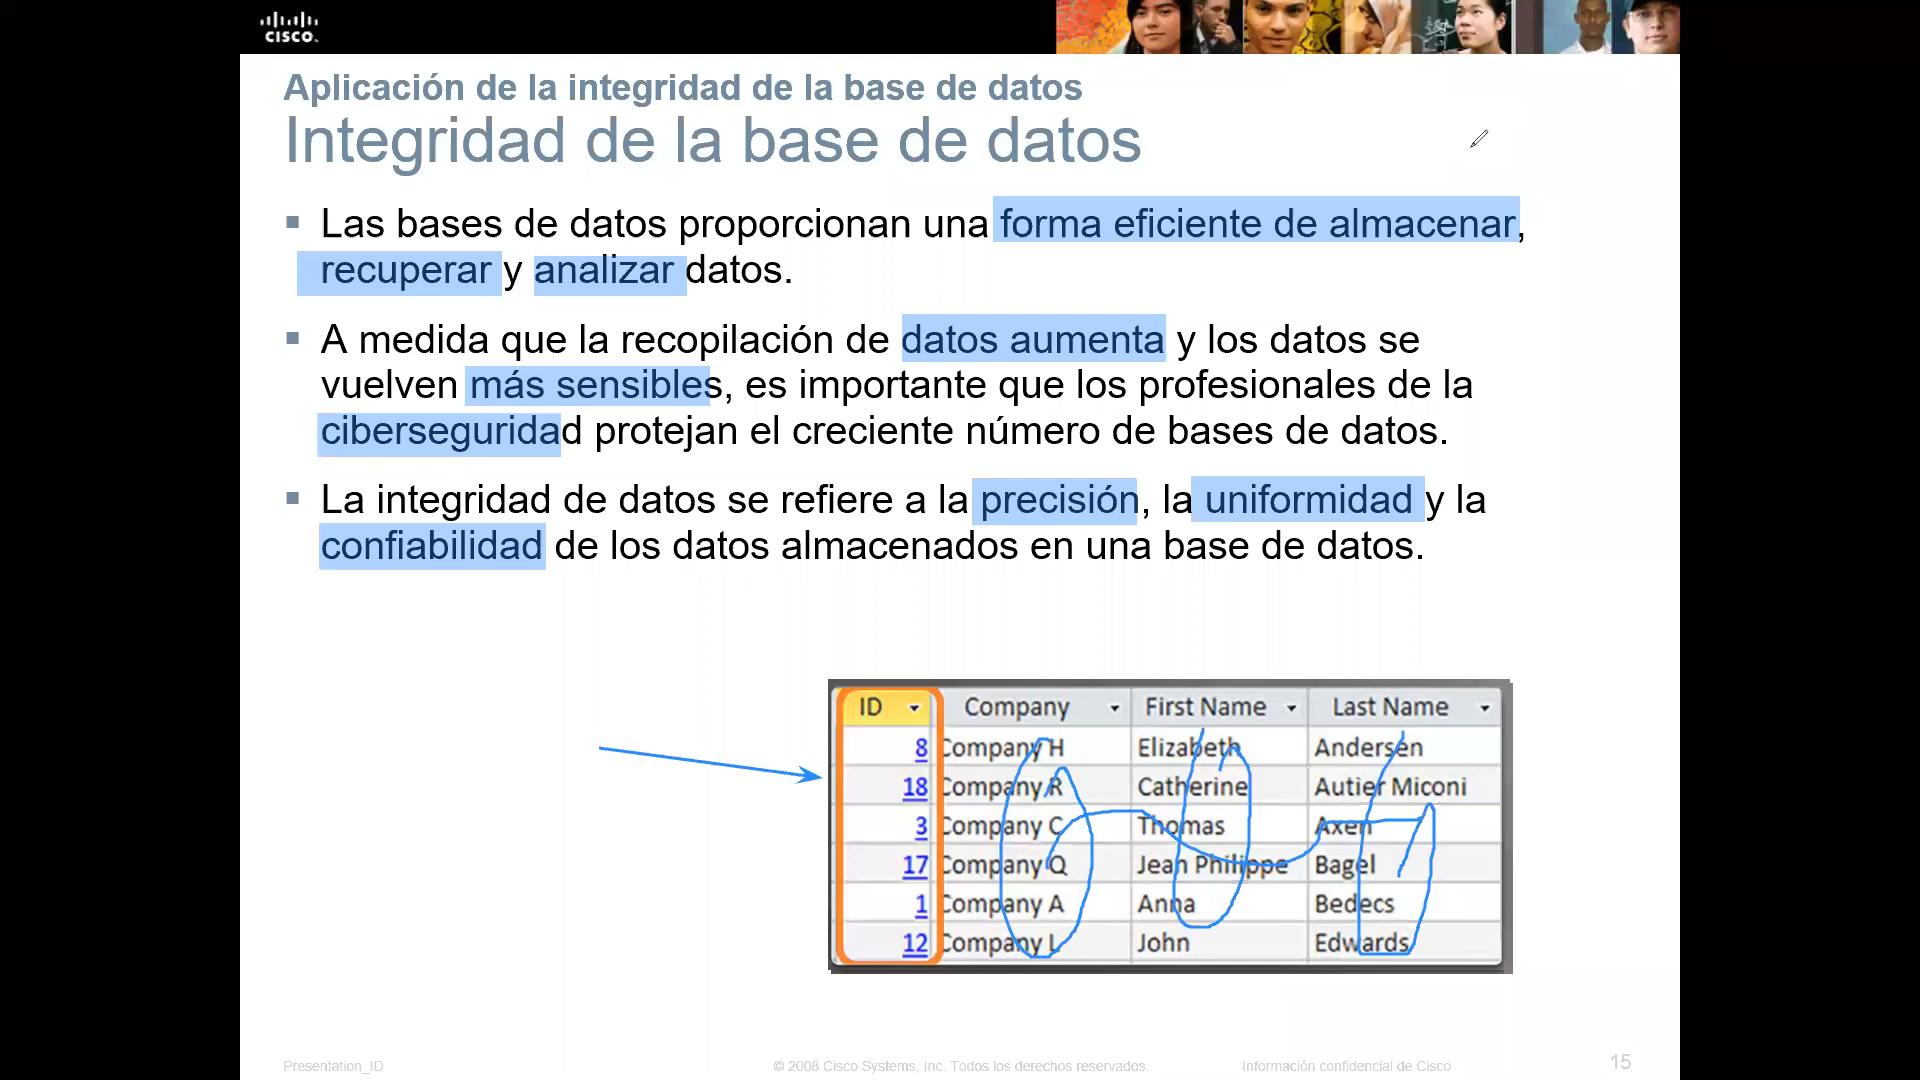 CISCO
Aplicación de la integridad de la base de datos
Integridad de la base de datos
Las bases de datos proporcionan una forma eficiente de almacenar,
recuperar y analizar datos.
A medida que la recopilación de datos aumenta y los datos se
vuelven más sensibles, es importante que los profesionales de la
ciberseguridad protejan el creciente número de bases de datos.
La integridad de datos se refiere a la precisión, la uniformidad y la
confiabilidad de los datos almacenados en una base de datos.
ID Company First Name Last Name
8 Company H Elizabeth Andersen
18 Company R Catherine Autier Miconi
3 Company C Thomas Axen
17 Company Q Jean Philippe Bagel
1 Company A Anna Bedecs
12 Company L John Edwards
Presentation_ID © 2008 Cisco Systems, Inc. Todos los derechos reservados. Información confidencial de Cisco 15